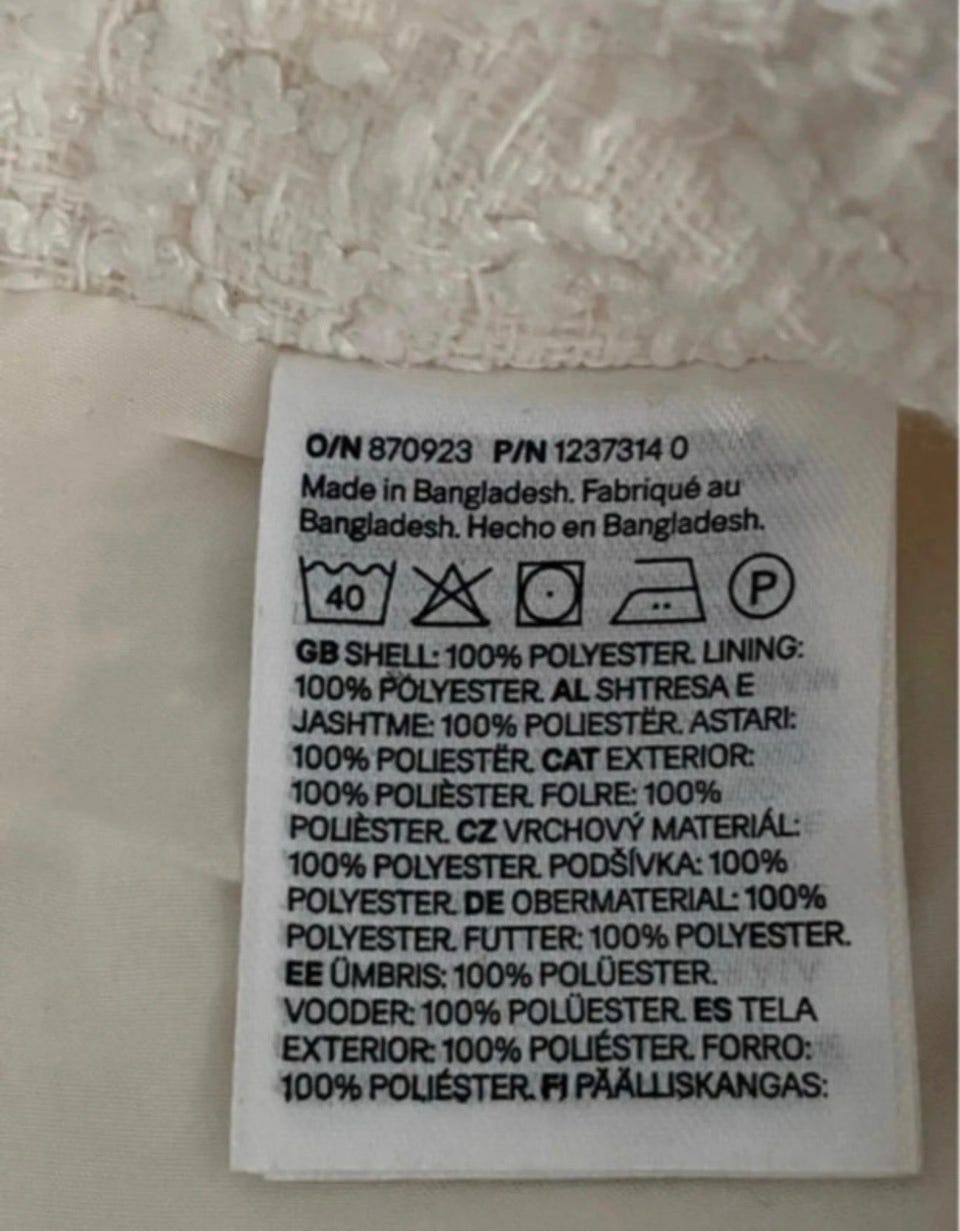 O/N 870923 P/N 1237314 0
Made in Bangladesh. Fabriqué au
Bangladesh. Hecho en Bangladesh.
40 P
GB SHELL: 100% POLYESTER. LINING:
100% POLYESTER. AL SHTRESA E
JASHTME: 100% POLIESTËR. ASTARI:
100% POLIESTËR. CAT EXTERIOR:
100% POLIÈSTER. FOLRE: 100%
POLIÈSTER. CZ VRCHOVÝ MATERIÁL:
100% POLYESTER. PODŠÍVKA: 100%
POLYESTER. DE OBERMATERIAL: 100%
POLYESTER. FUTTER: 100% POLYESTER.
EE ÜMBRIS: 100% POLÜESTER.
VOODER: 100% POLÜESTER. ES TELA
EXTERIOR: 100% POLIÉSTER. FORRO:
100% POLIÉSTER. FI PÄÄLLISKANGAS: